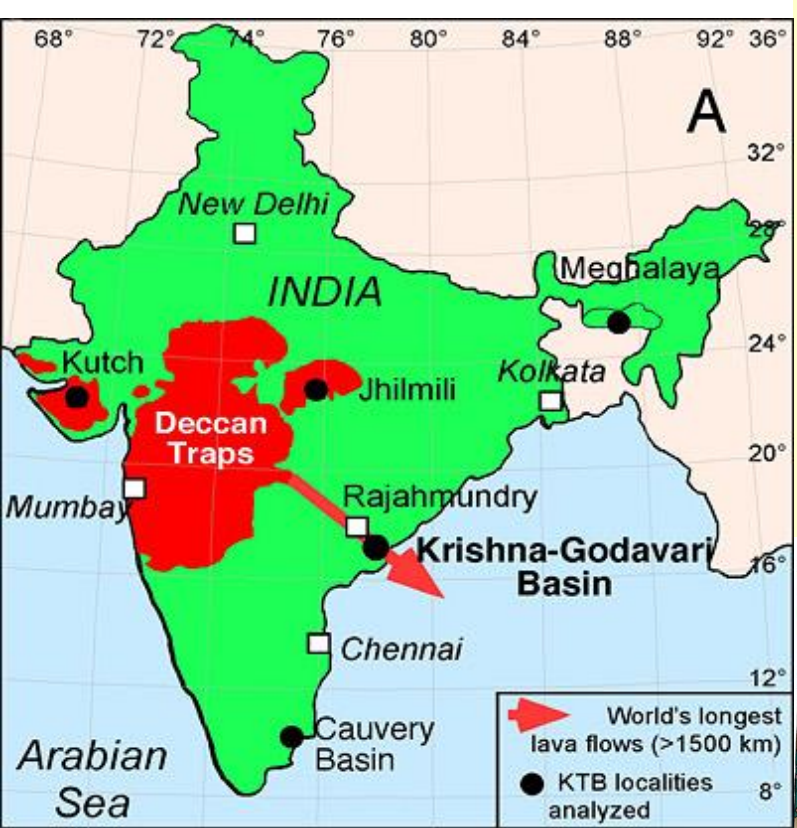 68° 72° 74° 76° 80° 84° 88° 92° 36°
A
32°
New Delhi
28°
Meghalaya
INDIA
24°
Kutch
Kolkata
Jhilmili
Deccan
Traps
20°
Rajahmundry
Mumbay
Krishna-Godavari
Basin
16°
Chennai
12°
World's longest
lava flows (>1500 km)
Cauvery
Basin
Arabian
Sea
KTB localities
analyzed
8°